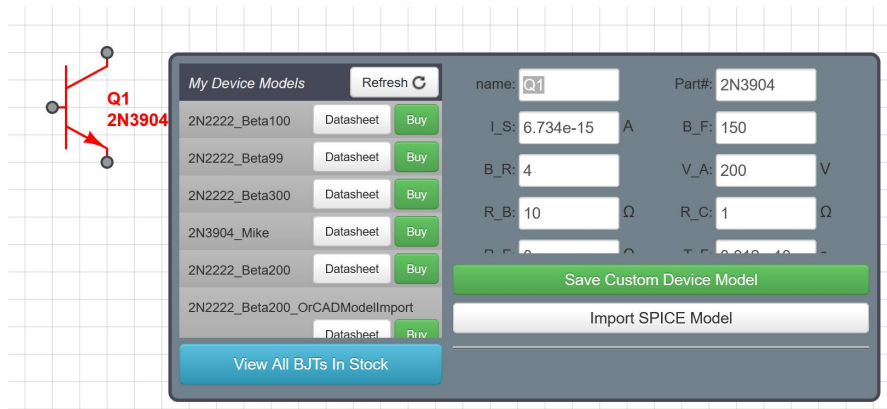 Q1
2N3904
My Device Models
Refresh
2N2222_Beta100 Datasheet Buy
2N2222_Beta99 Datasheet Buy
2N2222_Beta300 Datasheet Buy
2N3904_Mike Datasheet Buy
2N2222_Beta200 Datasheet Buy
2N2222_Beta200_OrCADModelImport
Datasheet Buy
View All BJTs In Stock
name: Q1 Part#: 2N3904
I_S: 6.734e-15 A B_F: 150
B_R: 4 V_A: 200 V
R_B: 10 Ω R_C: 1 Ω
Save Custom Device Model
Import SPICE Model